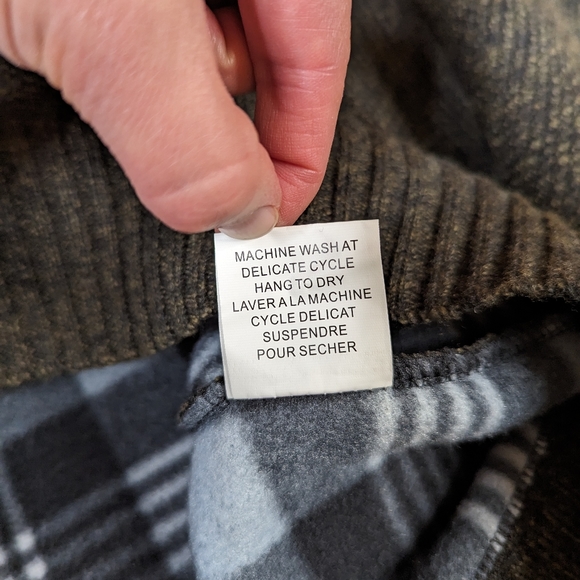 MACHINE WASH AT
DELICATE CYCLE
HANG TO DRY
LAVER A LA MACHINE
CYCLE DELICAT
SUSPENDRE
POUR SECHER